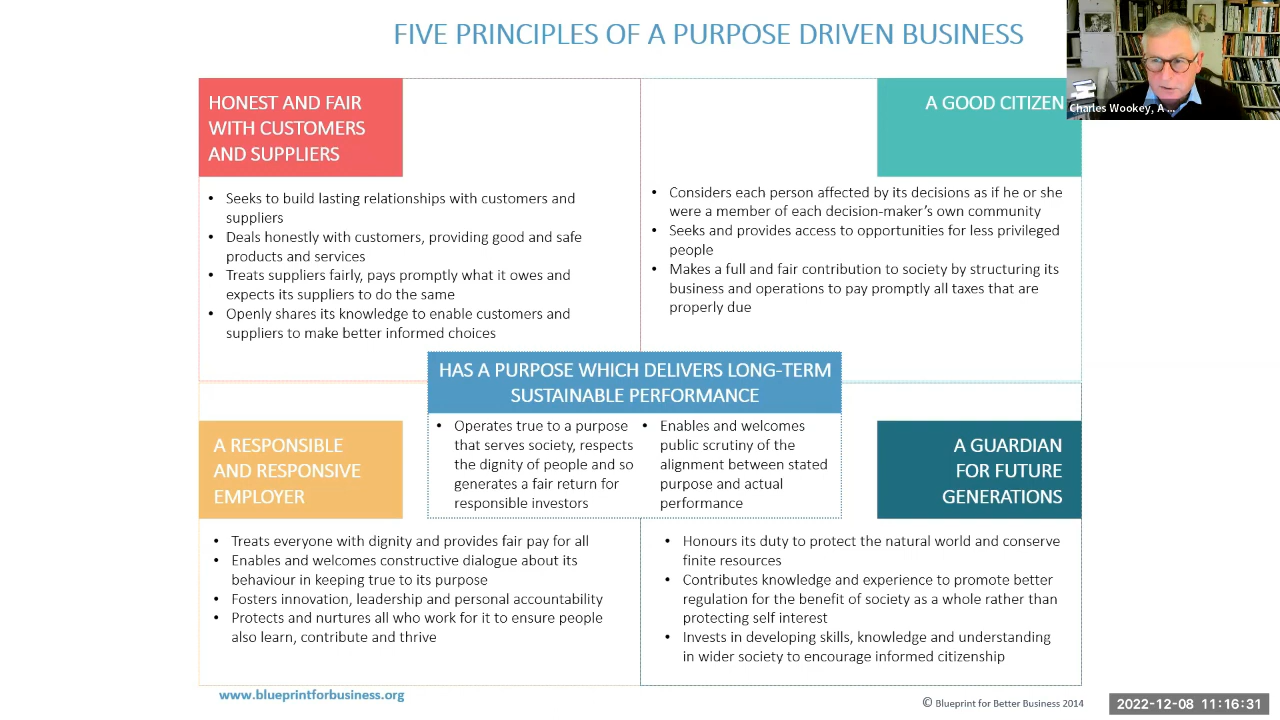 FIVE PRINCIPLES OF A PURPOSE DRIVEN BUSINESS
Charles Wookey, A ...
HONEST AND FAIR
WITH CUSTOMERS
AND SUPPLIERS
• Seeks to build lasting relationships with customers and
suppliers
• Deals honestly with customers, providing good and safe
products and services
• Treats suppliers fairly, pays promptly what it owes and
expects its suppliers to do the same
• Openly shares its knowledge to enable customers and
suppliers to make better informed choices
A GOOD CITIZEN
• Considers each person affected by its decisions as if he or she
were a member of each decision-maker's own community
• Seeks and provides access to opportunities for less privileged
people
• Makes a full and fair contribution to society by structuring its
business and operations to pay promptly all taxes that are
properly due
HAS A PURPOSE WHICH DELIVERS LONG-TERM
SUSTAINABLE PERFORMANCE
• Operates true to a purpose
that serves society, respects
the dignity of people and so
generates a fair return for
responsible investors
• Enables and welcomes
public scrutiny of the
alignment between stated
purpose and actual
performance
A RESPONSIBLE
AND RESPONSIVE
EMPLOYER
• Treats everyone with dignity and provides fair pay for all
• Enables and welcomes constructive dialogue about its
behaviour in keeping true to its purpose
• Fosters innovation, leadership and personal accountability
• Protects and nurtures all who work for it to ensure people
also learn, contribute and thrive
A GUARDIAN
FOR FUTURE
GENERATIONS
• Honours its duty to protect the natural world and conserve
finite resources
• Contributes knowledge and experience to promote better
regulation for the benefit of society as a whole rather than
protecting self interest
• Invests in developing skills, knowledge and understanding
in wider society to encourage informed citizenship
www.blueprintforbusiness.org
© Blueprint for Better Business 2014
2022-12-08 11:16:31